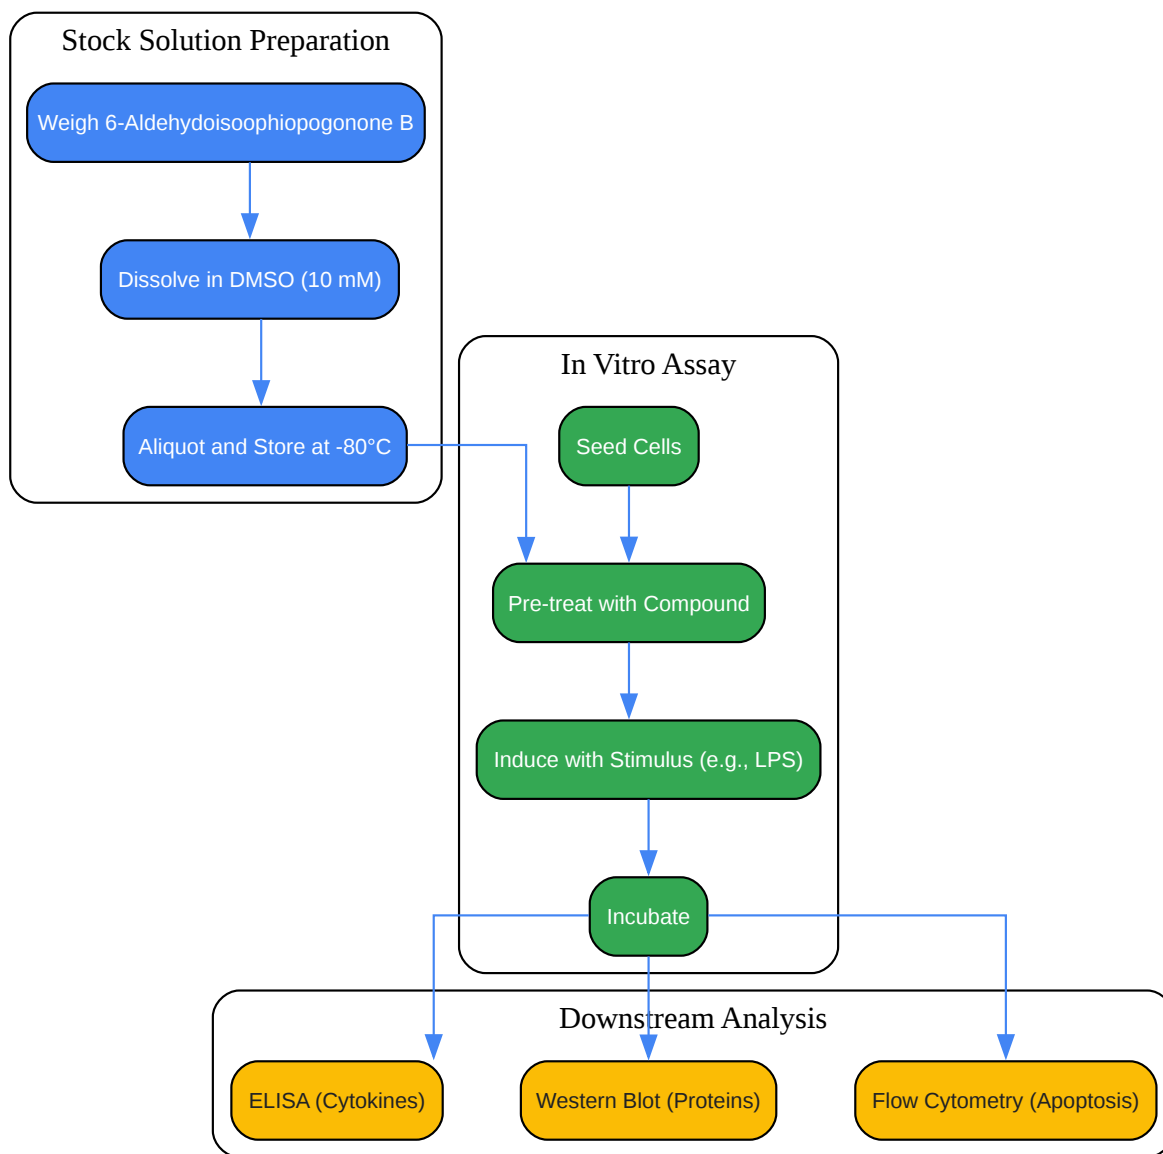 Stock Solution Preparation
Weigh 6-Aldehydoisoophiopogonone B
Dissolve in DMSO (10 mM)
Aliquot and Store at -80°C
In Vitro Assay
Seed Cells
Pre-treat with Compound
Induce with Stimulus (e.g., LPS)
Incubate
Downstream Analysis
ELISA (Cytokines)
Western Blot (Proteins)
Flow Cytometry (Apoptosis)